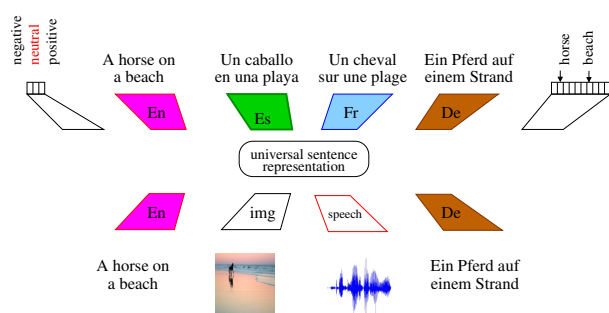 negative
neutral
positive
A horse on
a beach
Un caballo
en una playa
Un cheval
sur une plage
Ein Pferd auf
einem Strand
horse
beach
En
Es
Fr
De
universal sentence
representation
En
img
speech
De
A horse on
a beach
Ein Pferd auf
einem Strand